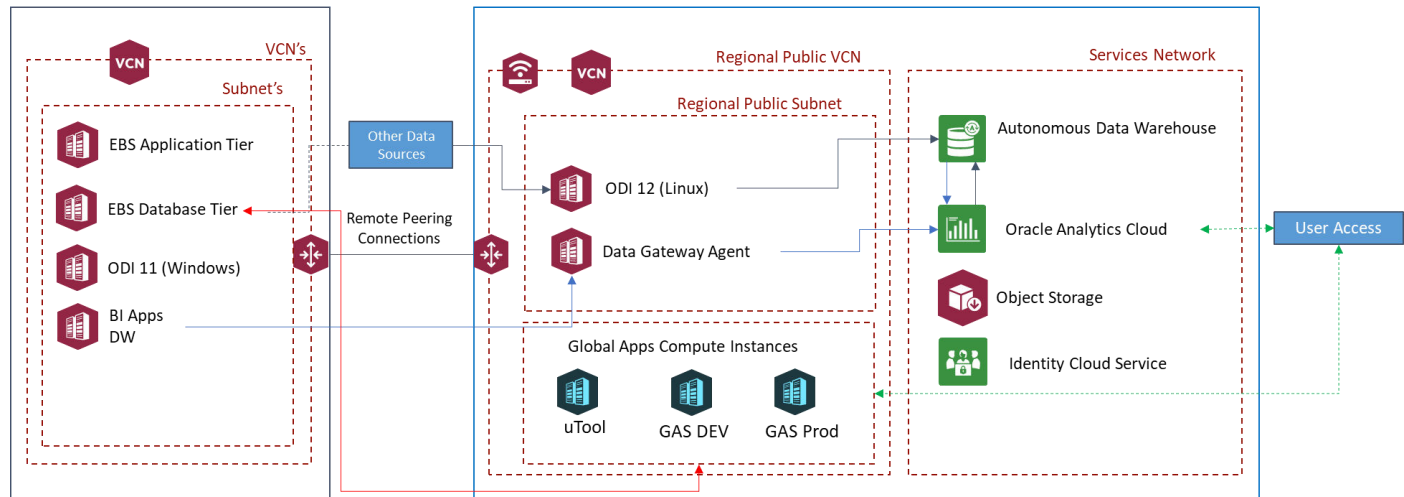 VCN's
VCN
Subnet's
EBS Application Tier
EBS Database Tier
ODI 11 (Windows)
BI Apps
DW
Other Data
Sources
Remote Peering
Connections
Regional Public VCN
VCN
Regional Public Subnet
ODI 12 (Linux)
Data Gateway Agent
Global Apps Compute Instances
uTool
GAS DEV
GAS Prod
Services Network
A
Autonomous Data Warehouse
Oracle Analytics Cloud
Object Storage
Identity Cloud Service
User Access